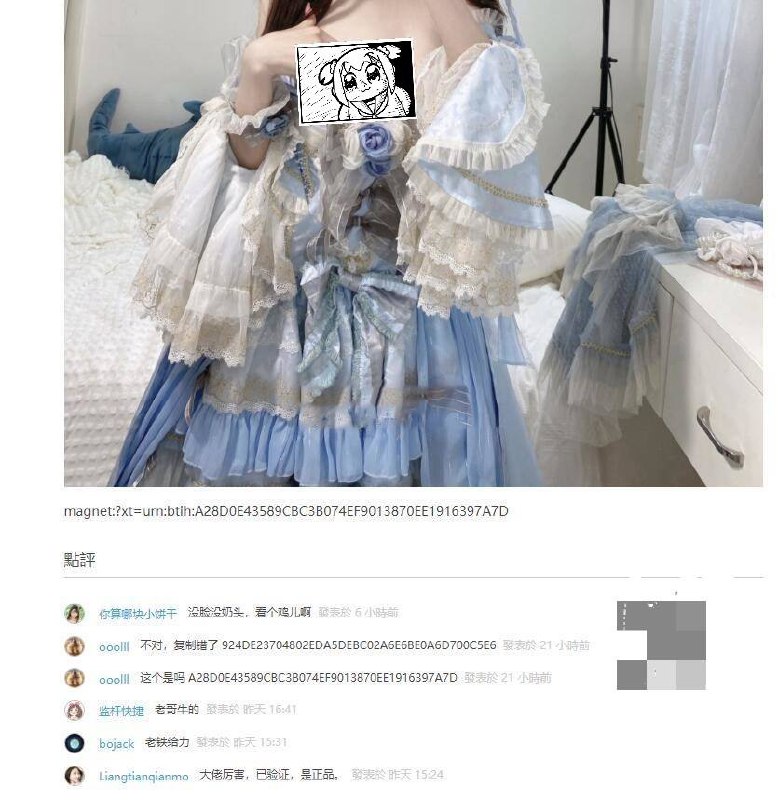 magnet:?xt=urn:btih:A28D0E43589CBC3B074EF9013870EE1916397A7D
點評
你算哪块小饼干 没脸没奶头，看个鸡儿啊 發表於 6 小時前
ooolll 不对，复制错了 924DE23704802EDA5DEBC02A6E6BE0A6D700C5E6 發表於 21 小時前
ooolll 这个是吗 A28D0E43589CBC3B074EF9013870EE1916397A7D 發表於 21 小時前
监杆快捷 老哥牛的 發表於 昨天 16:41
bojack 老铁给力 發表於 昨天 15:31
Liangtianqianmo 大佬厉害，已验证，是正品。 發表於 昨天 15:24